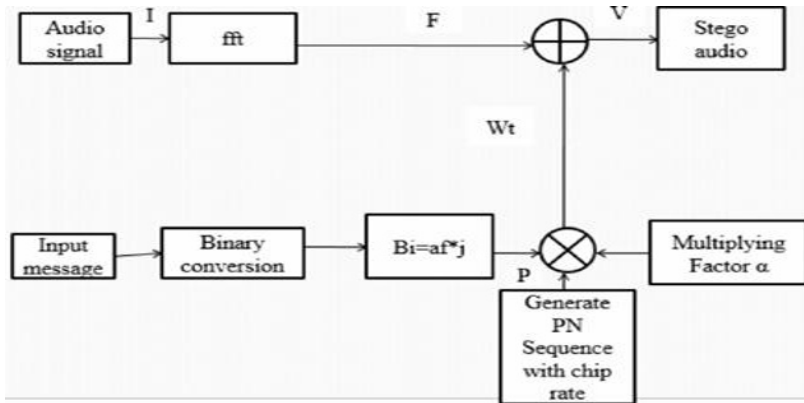 I
F
V
Audio
signal
fft
Stego
audio
Wt
Input
message
Binary
conversion
Bi=af*j
P
Multiplying
Factor α
Generate
PN
Sequence
with chip
rate